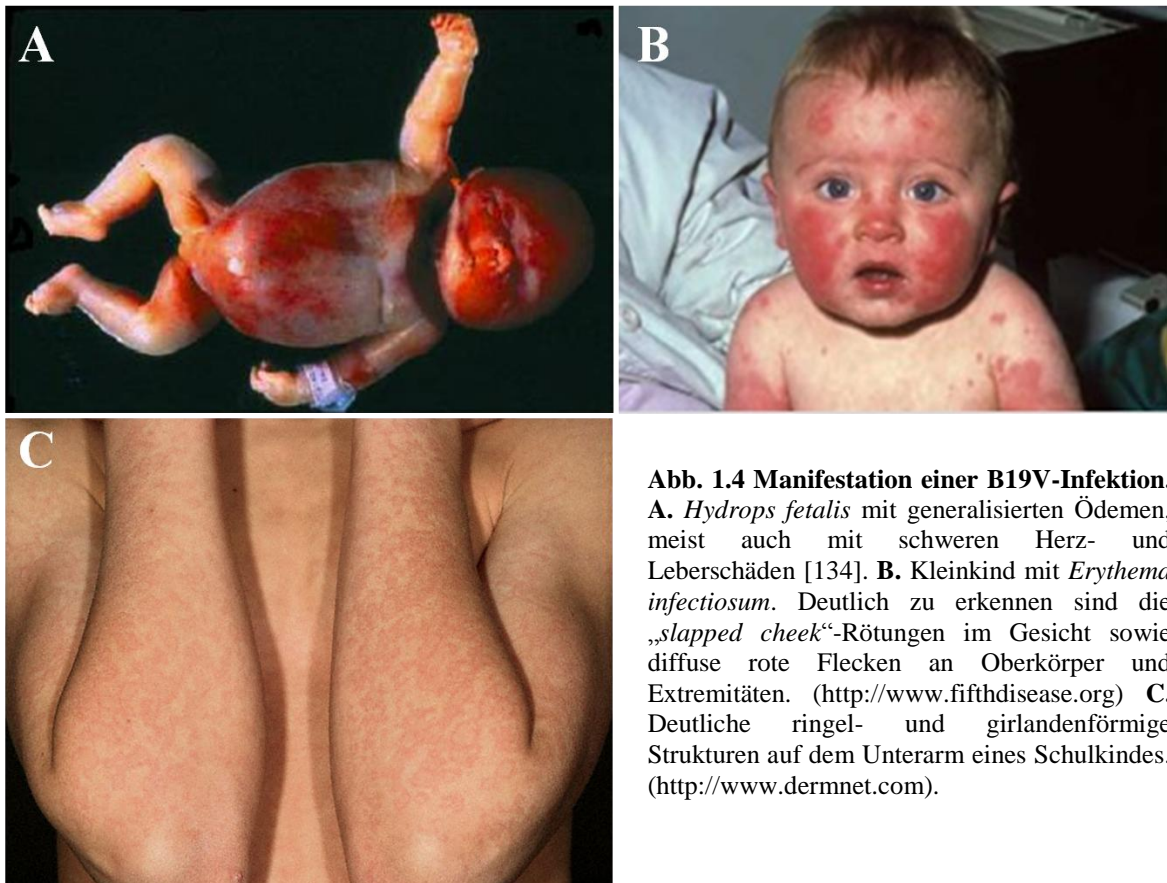 A
B
C
Abb. 1.4 Manifestation einer B19V-Infektion.
A. Hydrops fetalis mit generalisierten Ödemen,
meist auch mit schweren Herz- und
Leberschäden [134]. B. Kleinkind mit Erythema
infectiosum. Deutlich zu erkennen sind die
„slapped cheek“-Rötungen im Gesicht sowie
diffuse rote Flecken an Oberkörper und
Extremitäten. (http://www.fifthdisease.org) C.
Deutliche ringel- und girlandenförmige
Strukturen auf dem Unterarm eines Schulkindes.
(http://www.dermnet.com).